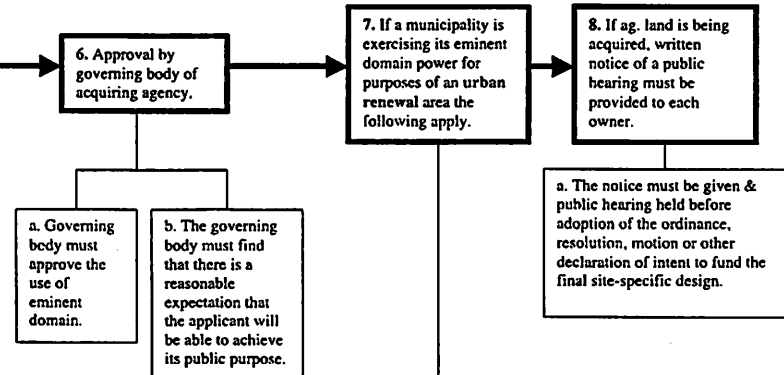 6. Approval by
governing body of
acquiring agency.
7. If a municipality is
exercising its eminent
domain power for
purposes of an urban
renewal area the
following apply.
8. If ag. land is being
acquired, written
notice of a public
hearing must be
provided to each
owner.
a. Governing
body must
approve the
use of
eminent
domain.
b. The governing
body must find
that there is a
reasonable
expectation that
the applicant will
be able to achieve
its public purpose.
a. The notice must be given &
public hearing held before
adoption of the ordinance,
resolution, motion or other
declaration of intent to fund the
final site-specific design.